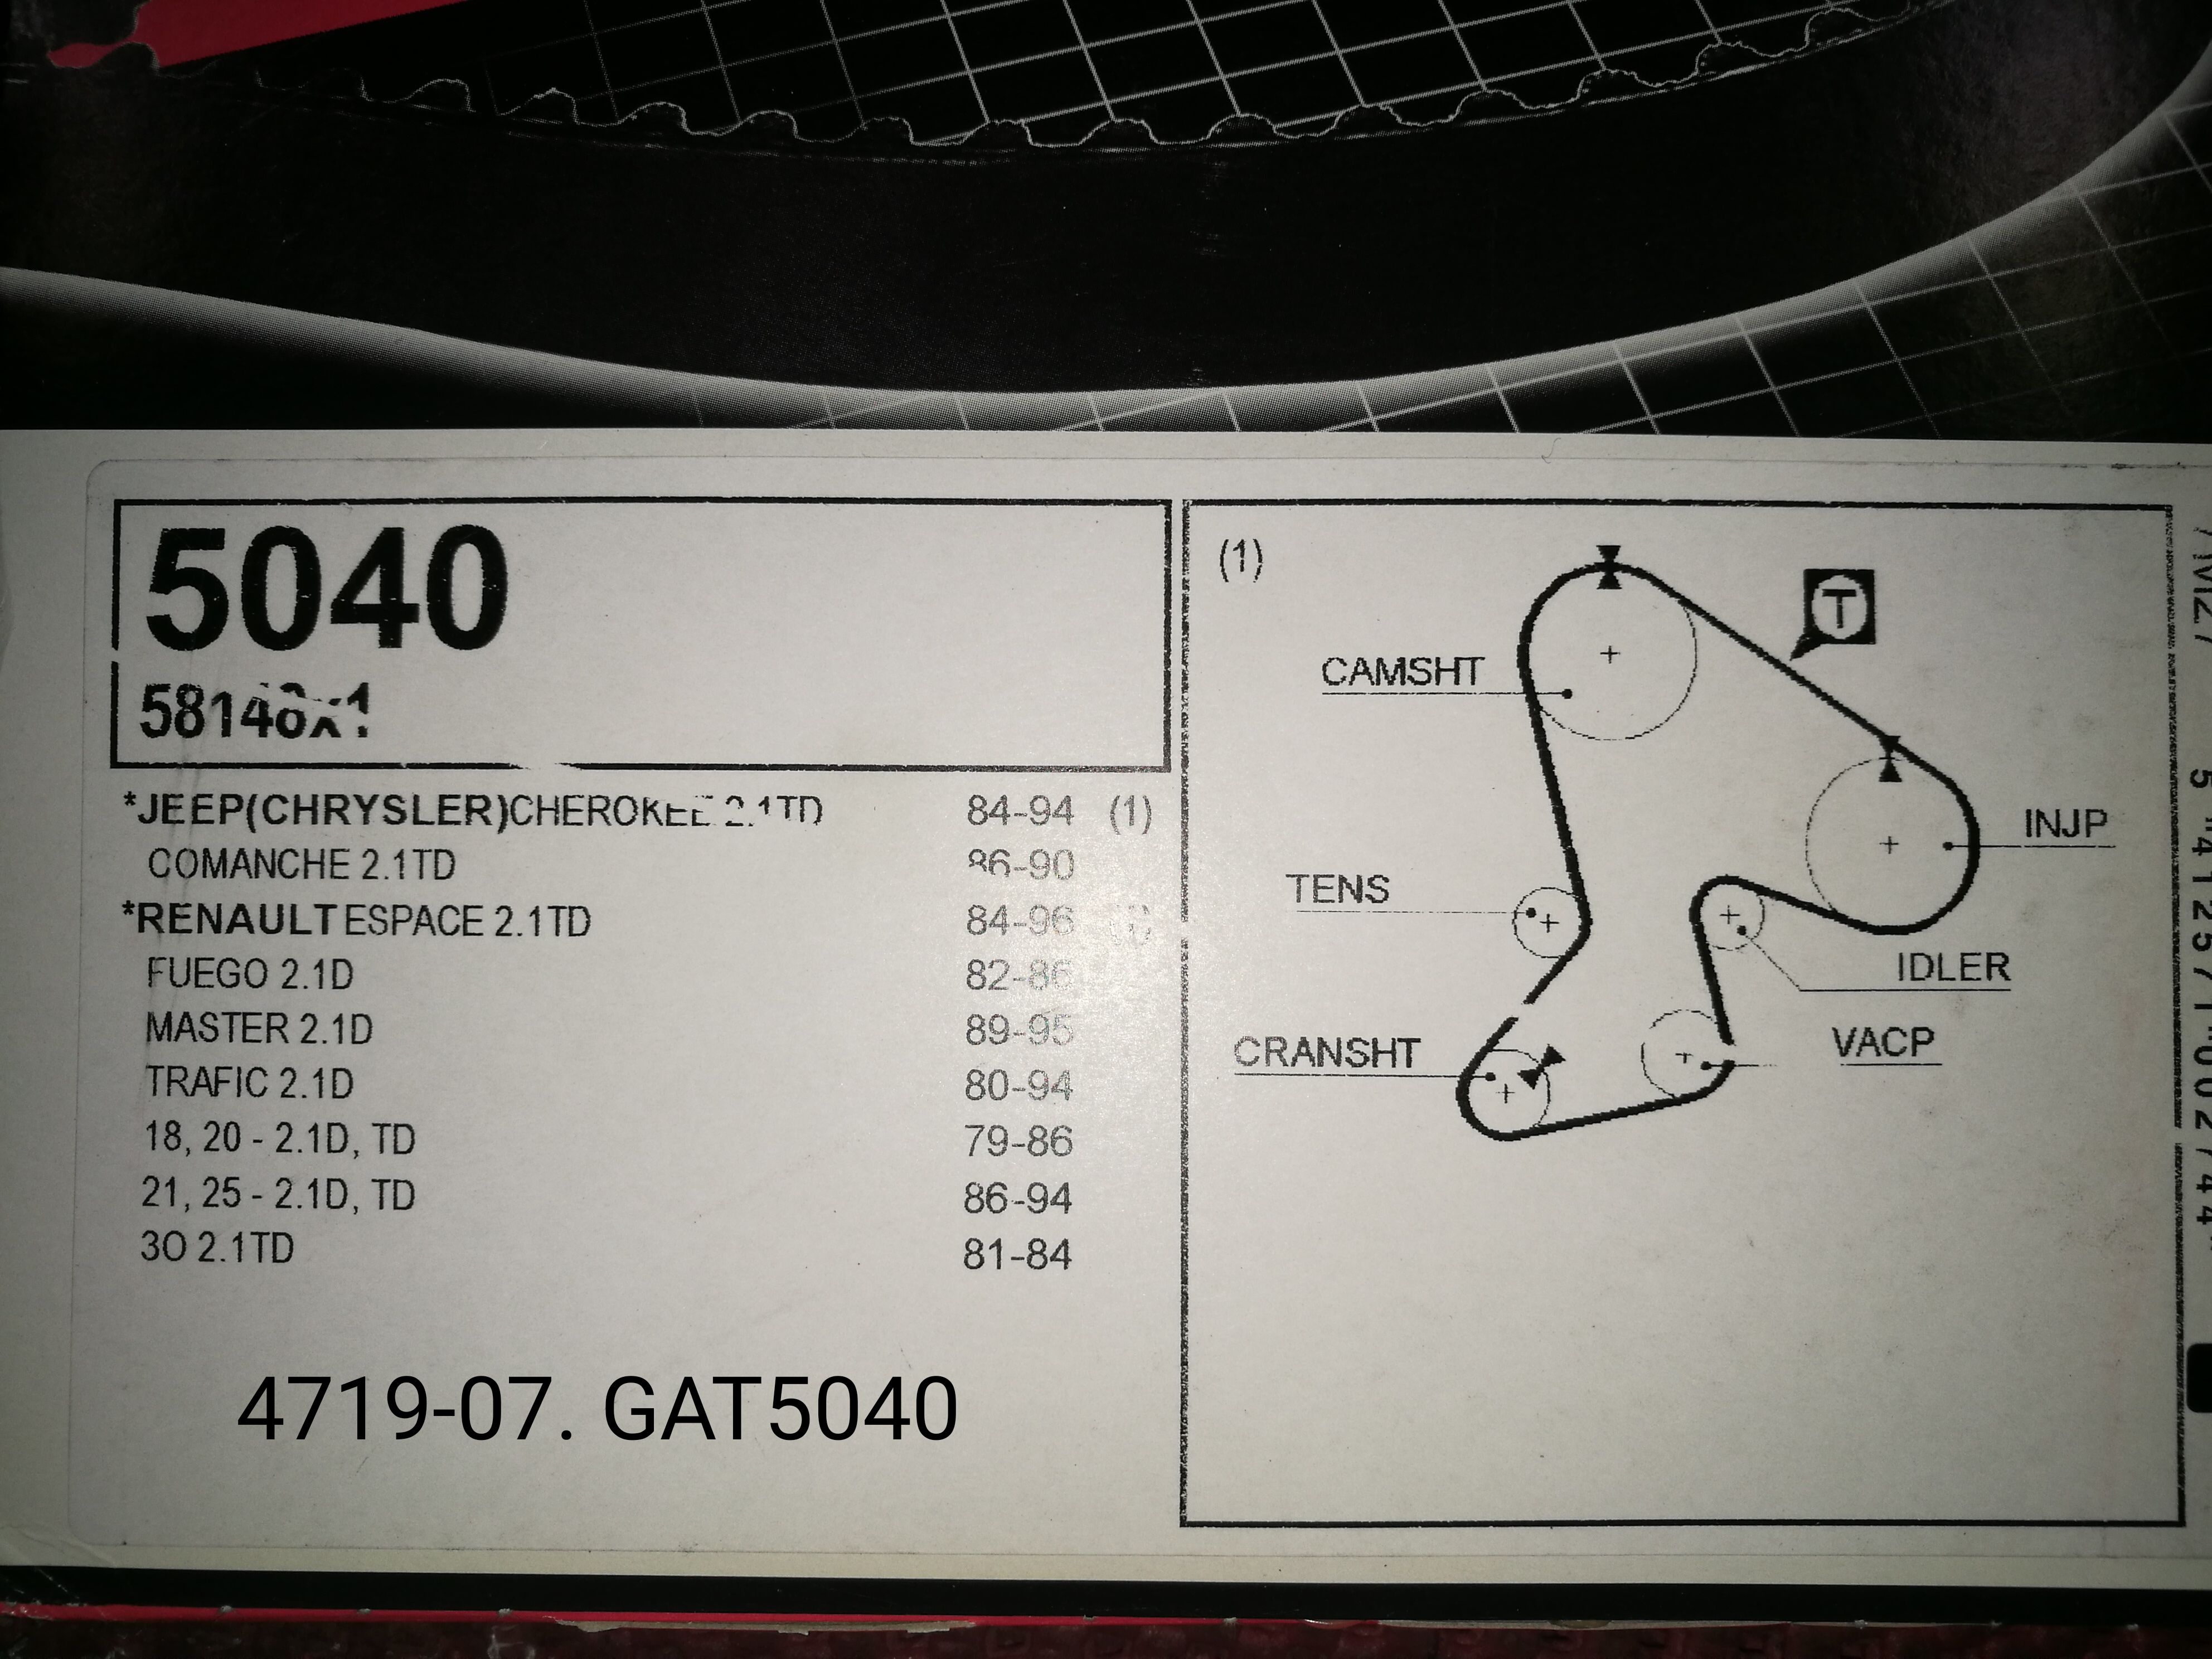 5040
*JEEP(CHRYSLER)CHEROKEE 2.1TD 84-94 (1)
COMANCHE 2.1TD 86-90
*RENAULT ESPACE 2.1TD 84-96
FUEGO 2.1D 82-86
MASTER 2.1D 89-95
TRAFIC 2.1D 80-94
18, 20 - 2.1D, TD 79-86
21, 25 - 2.1D, TD 86-94
30 2.1TD 81-84
4719-07. GAT5040
(1)
T
CAMSHT
INJP
TENS
IDLER
CRANSHT
VACP